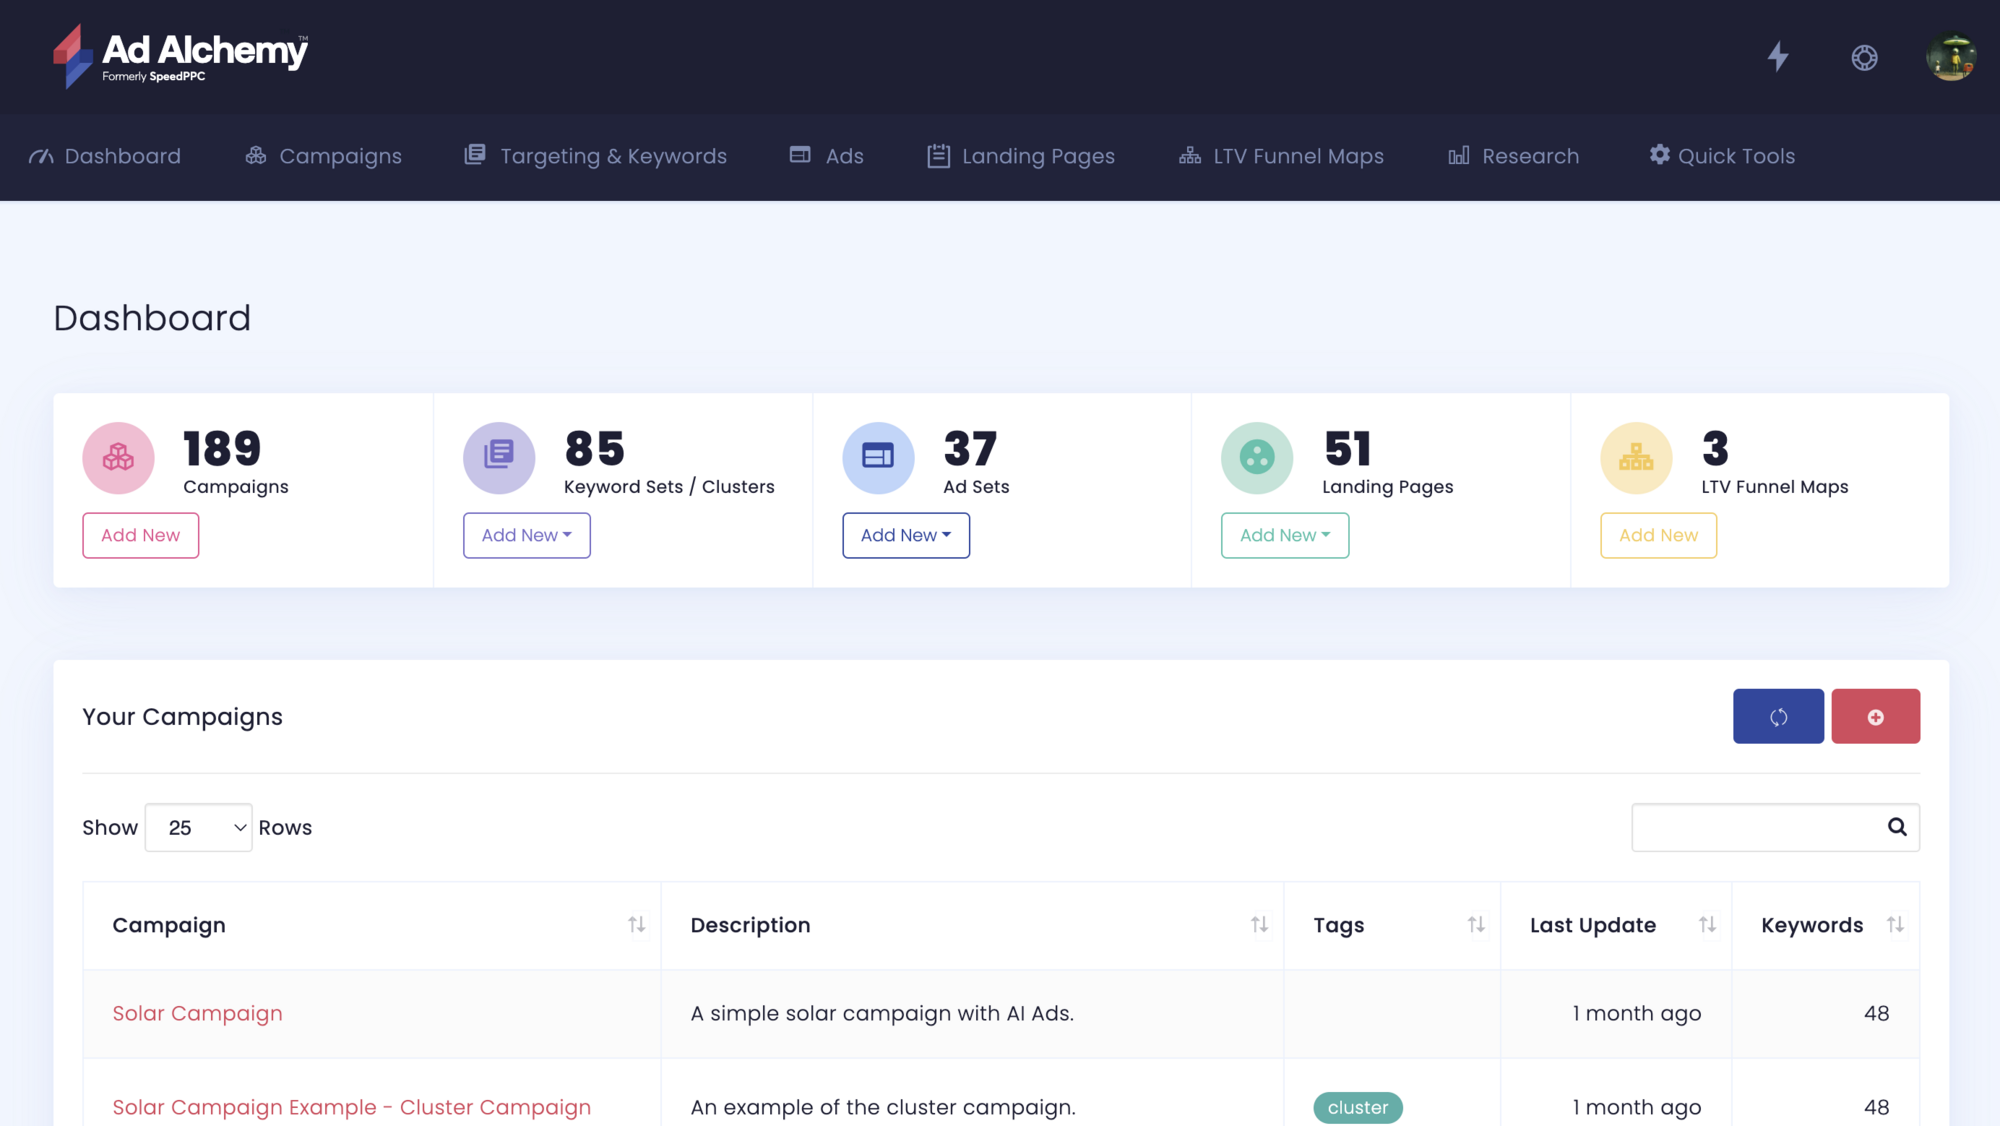 Ad Alchemy™
Formerly SpeedPPC
Dashboard Campaigns Targeting & Keywords Ads Landing Pages LTV Funnel Maps Research Quick Tools
Dashboard
189 85 37 51 3
Campaigns Keyword Sets / Clusters Ad Sets Landing Pages LTV Funnel Maps
Add New Add New Add New Add New Add New
Your Campaigns
Show 25 Rows
Campaign Description Tags Last Update Keywords
Solar Campaign A simple solar campaign with AI Ads. 1 month ago 48
Solar Campaign Example - Cluster Campaign An example of the cluster campaign. cluster 1 month ago 48